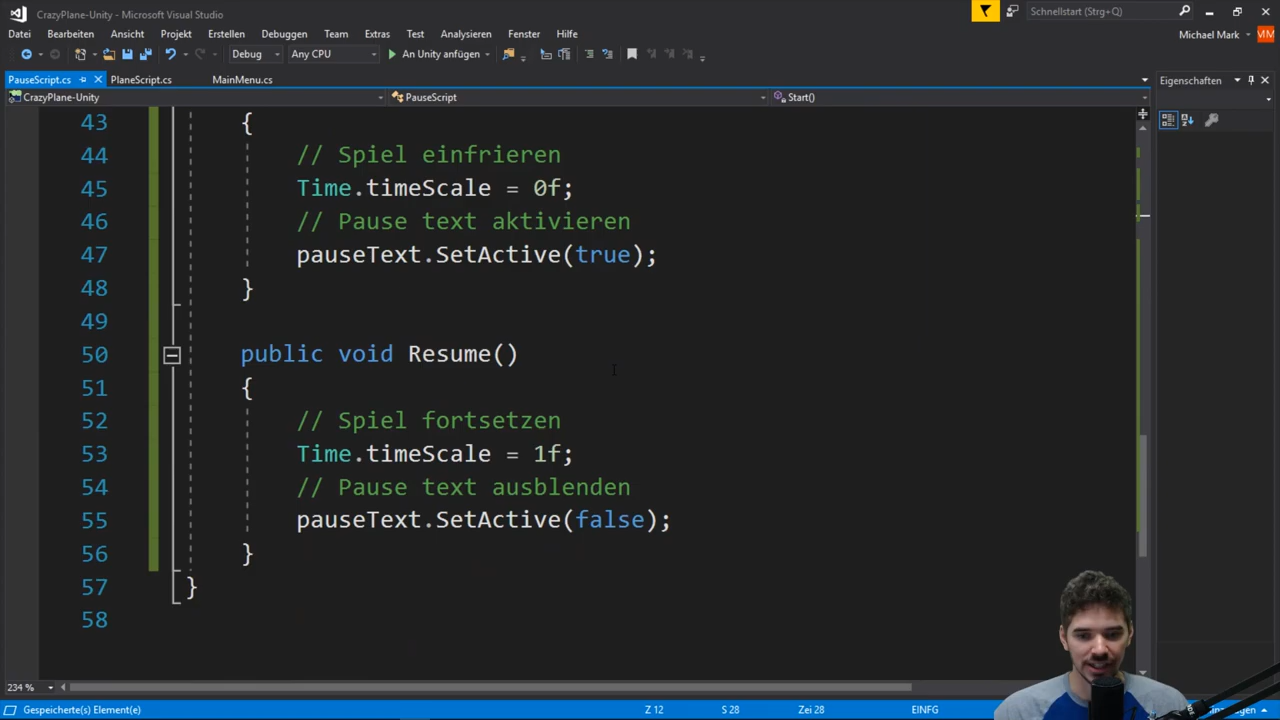 CrazyPlane-Unity - Microsoft Visual Studio
Schnellstart (Strg+Q)
Datei Bearbeiten Ansicht Projekt Erstellen Debuggen Team Extras Test Analysieren Fenster Hilfe
Michael Mark MM
Debug Any CPU An Unity anfügen
PauseScript.cs PlaneScript.cs MainMenu.cs
Eigenschaften
CrazyPlane-Unity PauseScript Start()
43 {
44 // Spiel einfrieren
45 Time.timeScale = 0f;
46 // Pause text aktivieren
47 pauseText.SetActive(true);
48 }
49
50 public void Resume()
51 {
52 // Spiel fortsetzen
53 Time.timeScale = 1f;
54 // Pause text ausblenden
55 pauseText.SetActive(false);
56 }
57 }
58
234 %
Gespeicherte(s) Element(e) Z 12 S 28 Zei 28 EINFG